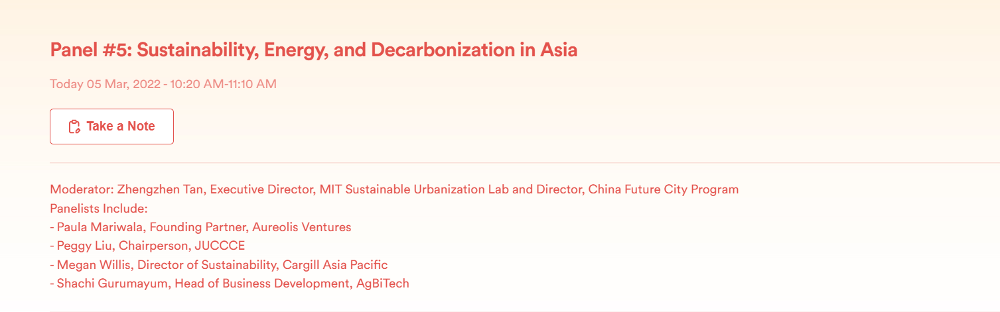 Panel #5: Sustainability, Energy, and Decarbonization in Asia
Today 05 Mar, 2022 - 10:20 AM-11:10 AM
Take a Note
Moderator: Zhengzhen Tan, Executive Director, MIT Sustainable Urbanization Lab and Director, China Future City Program
Panelists Include:
- Paula Mariwala, Founding Partner, Aureolis Ventures
- Peggy Liu, Chairperson, JUCCCE
- Megan Willis, Director of Sustainability, Cargill Asia Pacific
- Shachi Gurumayum, Head of Business Development, AgBiTech